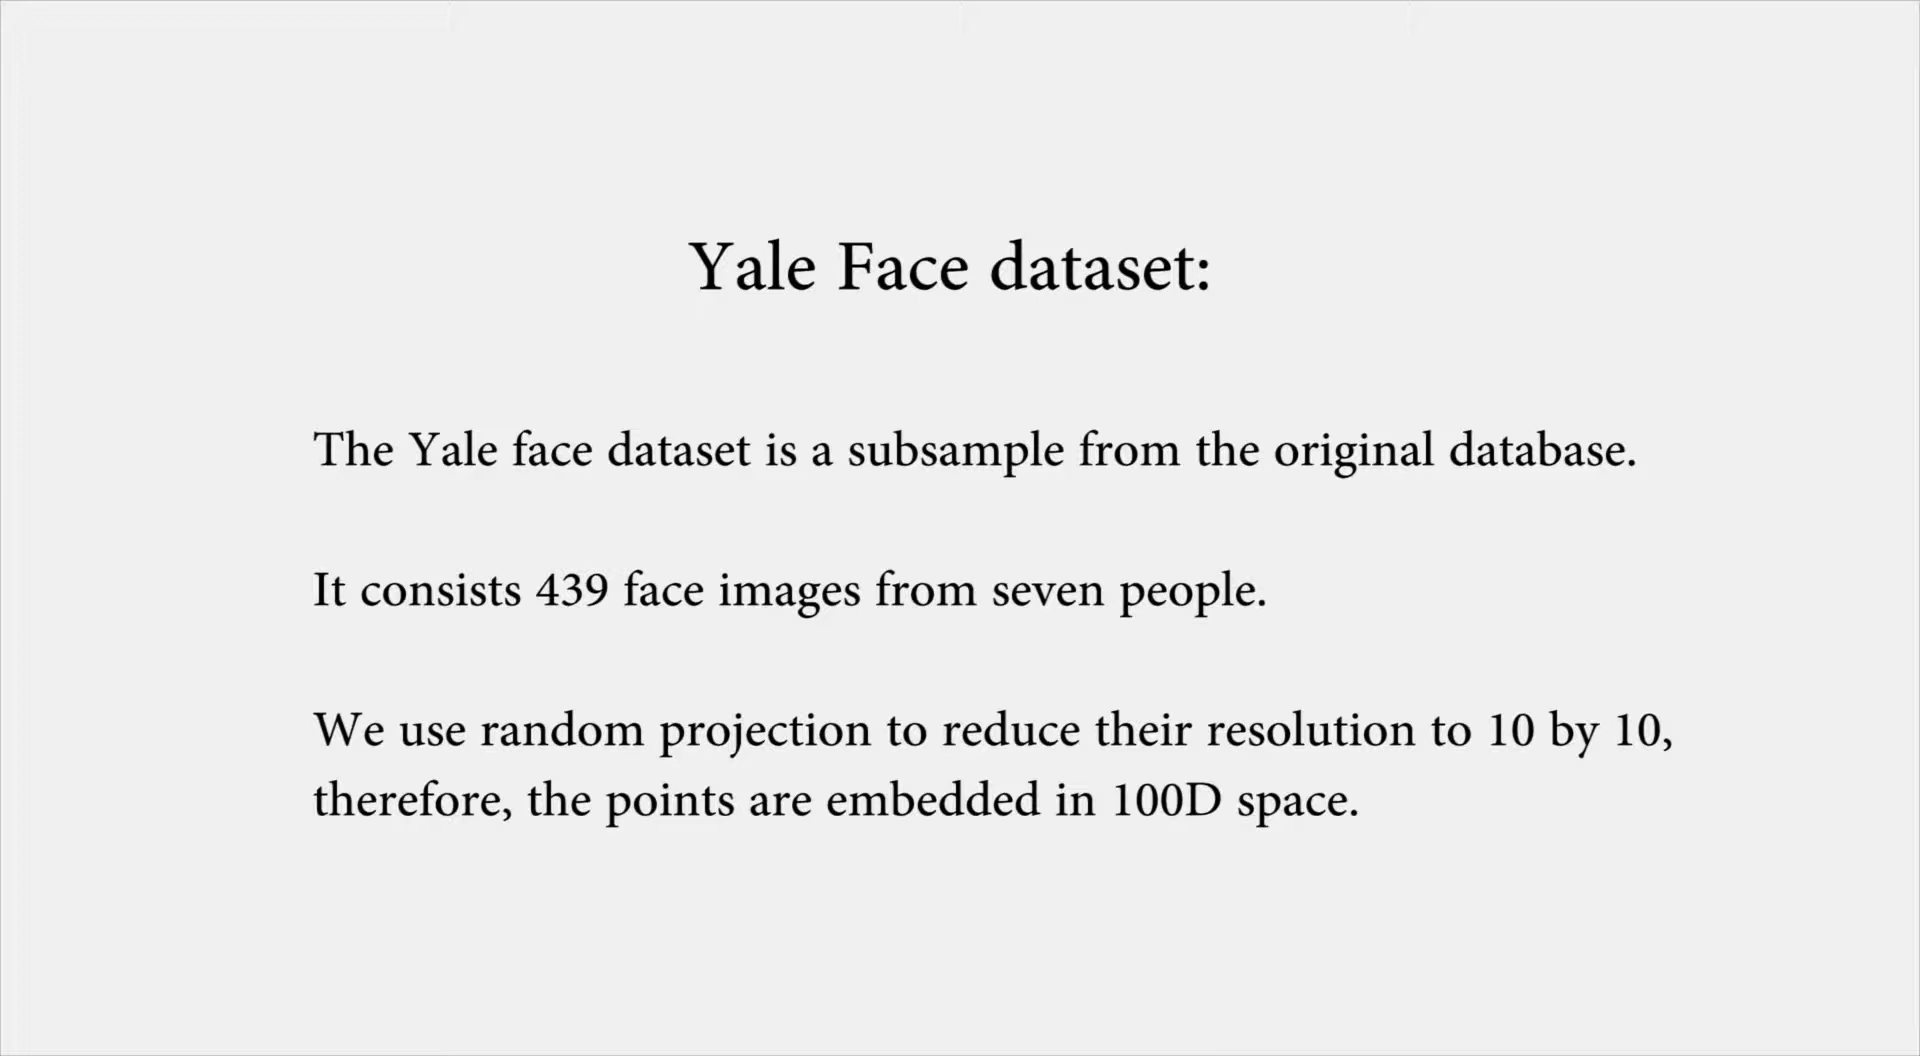 Yale Face dataset:
The Yale face dataset is a subsample from the original database.
It consists 439 face images from seven people.
We use random projection to reduce their resolution to 10 by 10,
therefore, the points are embedded in 100D space.